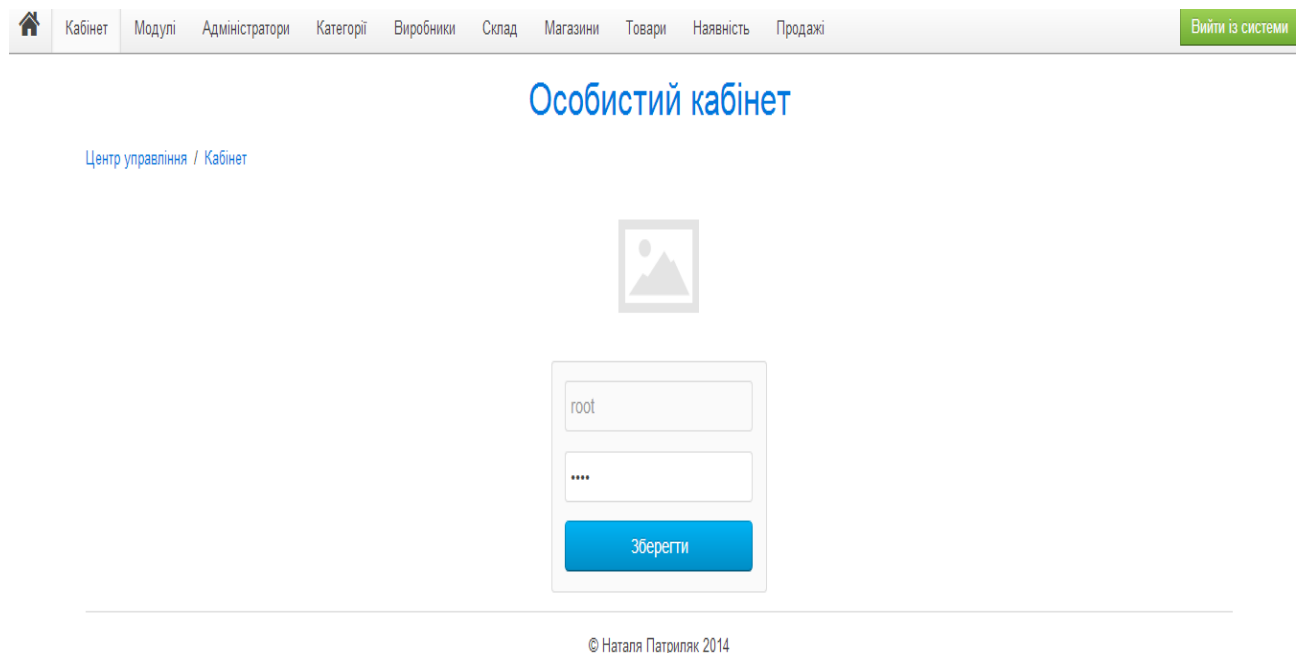 Кабінет Модулі Адміністратори Категорії Виробники Склад Магазини Товари Наявність Продажі Вийти із системи
Особистий кабінет
Центр управління / Кабінет
root
••••
Зберегти
© Наталя Патриляк 2014